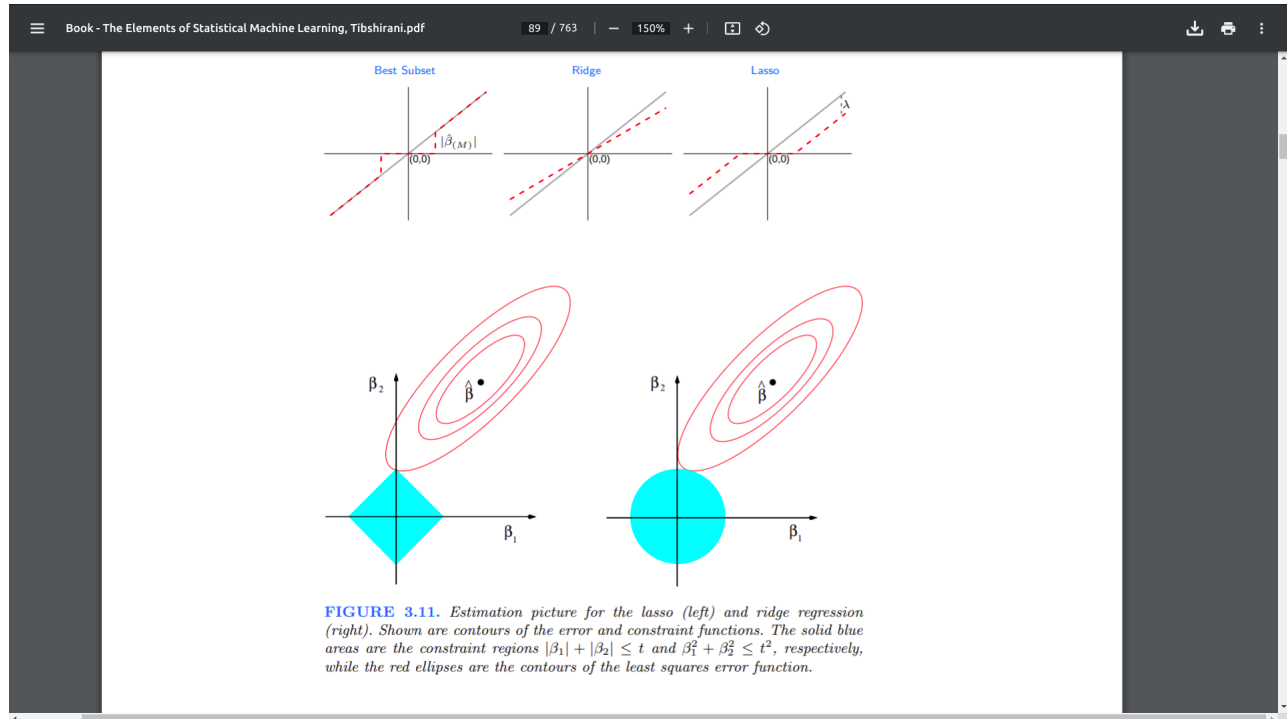 Book - The Elements of Statistical Machine Learning, Tibshirani.pdf
89 / 763
150%
Best Subset
Ridge
Lasso
|β̂(M)|
(0,0)
(0,0)
λ
(0,0)
β₂
β̂
β₁
β₂
β̂
β₁
FIGURE 3.11. Estimation picture for the lasso (left) and ridge regression
(right). Shown are contours of the error and constraint functions. The solid blue
areas are the constraint regions |β₁| + |β₂| ≤ t and β₁² + β₂² ≤ t², respectively,
while the red ellipses are the contours of the least squares error function.